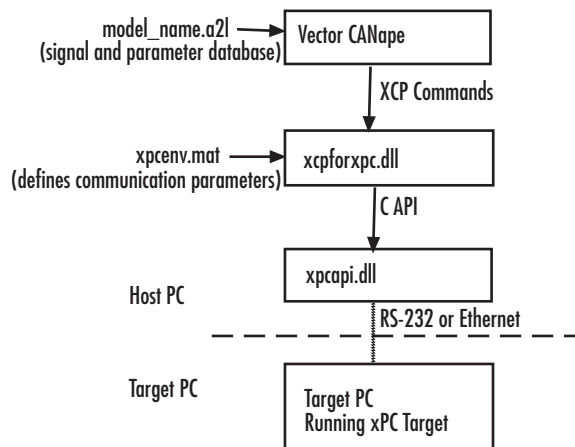 model_name.a2l
(signal and parameter database)
Vector CANape
XCP Commands
xpcenv.mat
(defines communication parameters)
xcpforxpc.dll
C API
xpcapi.dll
Host PC
RS-232 or Ethernet
Target PC
Target PC
Running xPC Target